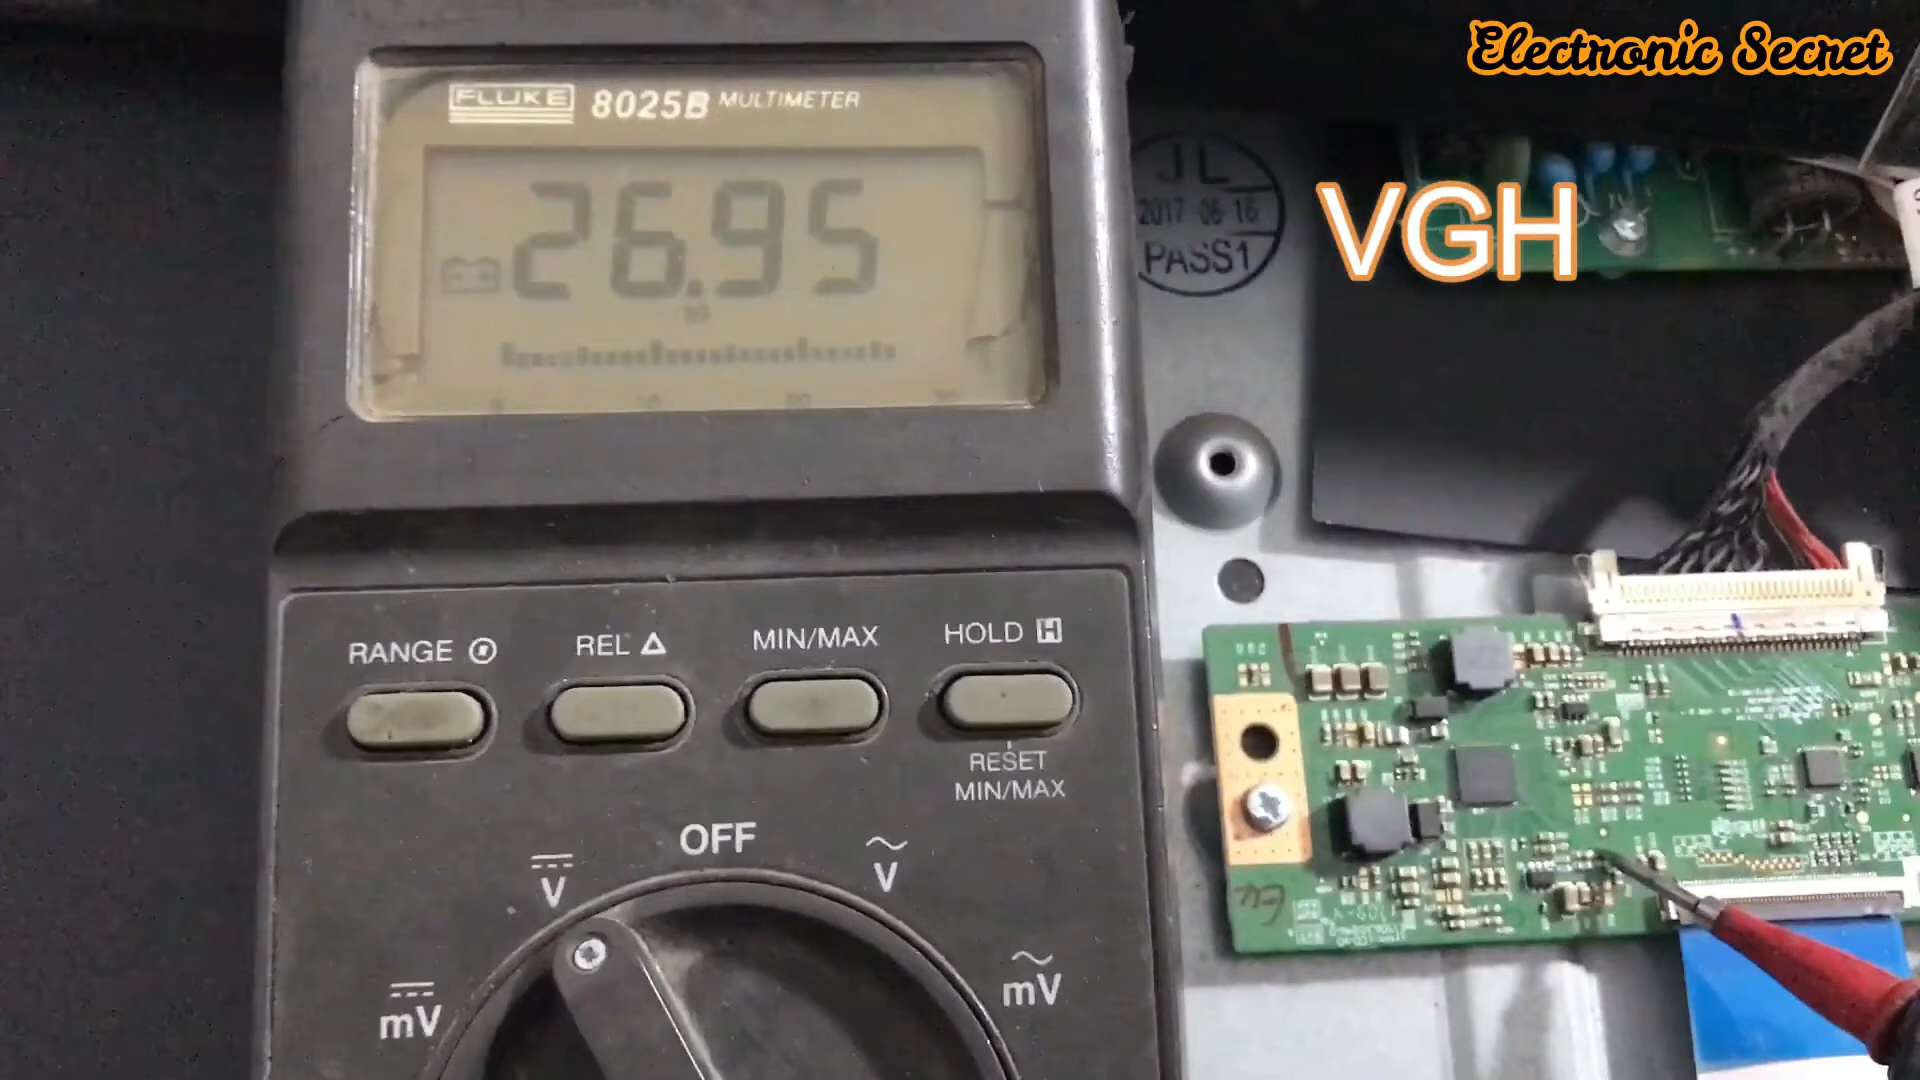 Electronic Secret
FLUKE 8025B MULTIMETER
26.95
JL
2017-06-16
PASS1
VGH
RANGE
REL △
MIN/MAX
HOLD H
RESET
MIN/MAX
OFF
V
V
mV
mV